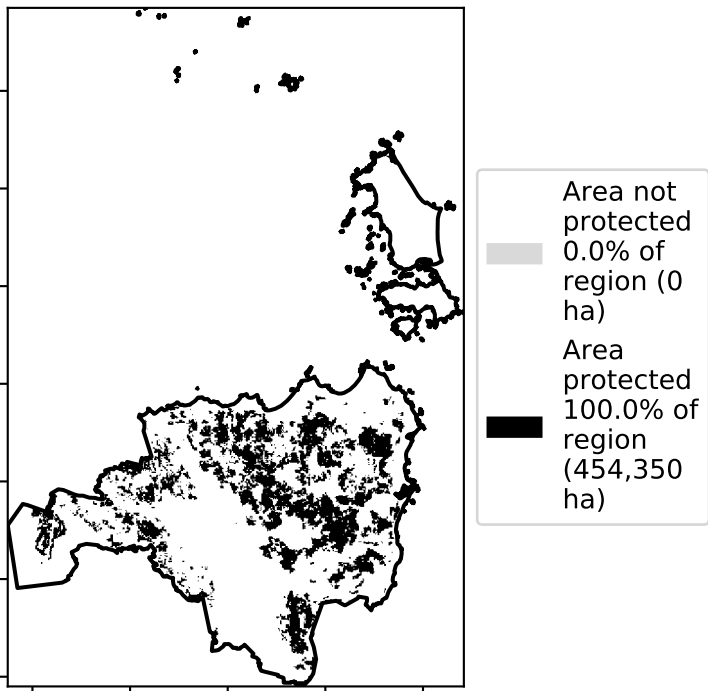 Area not
protected
0.0% of
region (0
ha)
Area
protected
100.0% of
region
(454,350
ha)